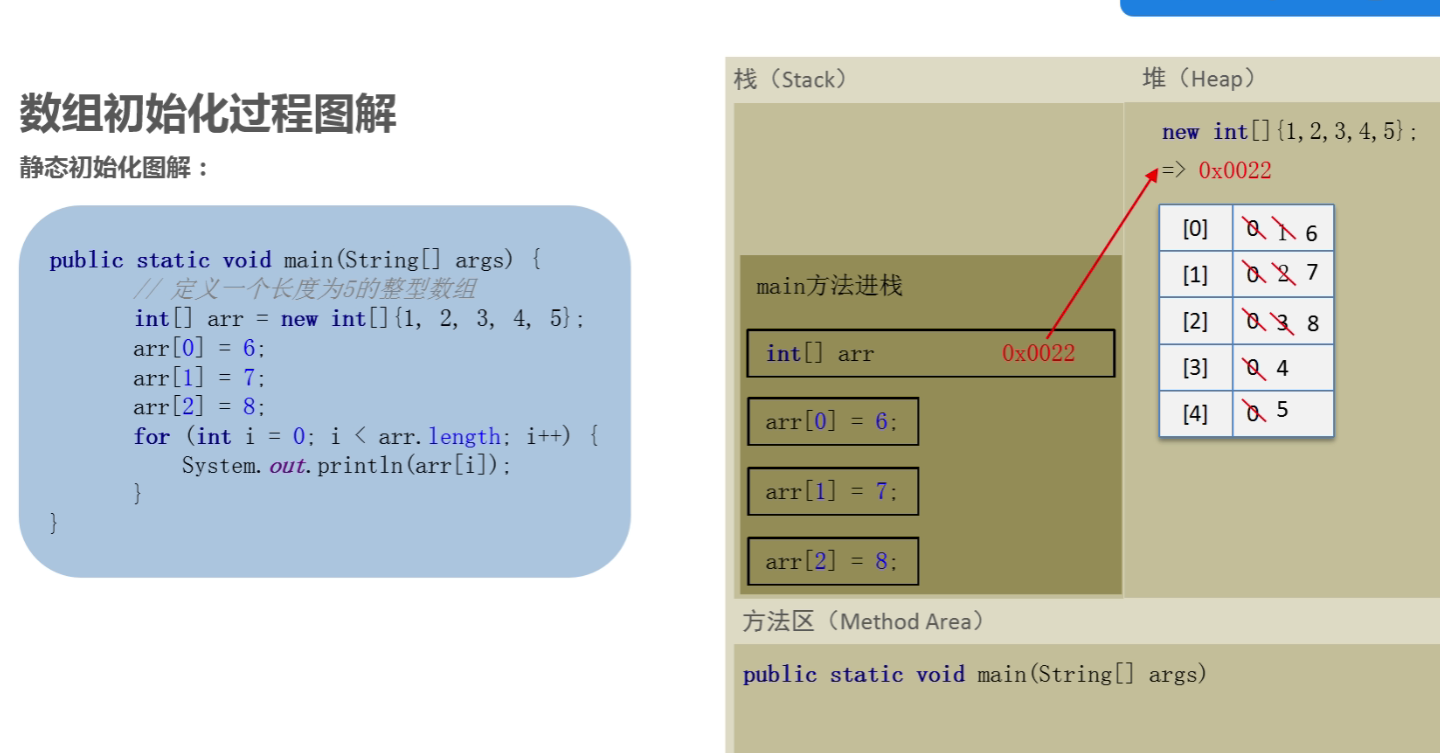 数组初始化过程图解
静态初始化图解：
public static void main(String[] args) {
// 定义一个长度为5的整型数组
int[] arr = new int[]{1, 2, 3, 4, 5};
arr[0] = 6;
arr[1] = 7;
arr[2] = 8;
for (int i = 0; i < arr.length; i++) {
System.out.println(arr[i]);
}
}
栈（Stack）
main方法进栈
int[] arr 0x0022
arr[0] = 6;
arr[1] = 7;
arr[2] = 8;
堆（Heap）
new int[]{1,2,3,4,5};
=> 0x0022
[0] 0 1 6
[1] 0 2 7
[2] 0 3 8
[3] 0 4
[4] 0 5
方法区（Method Area）
public static void main(String[] args)